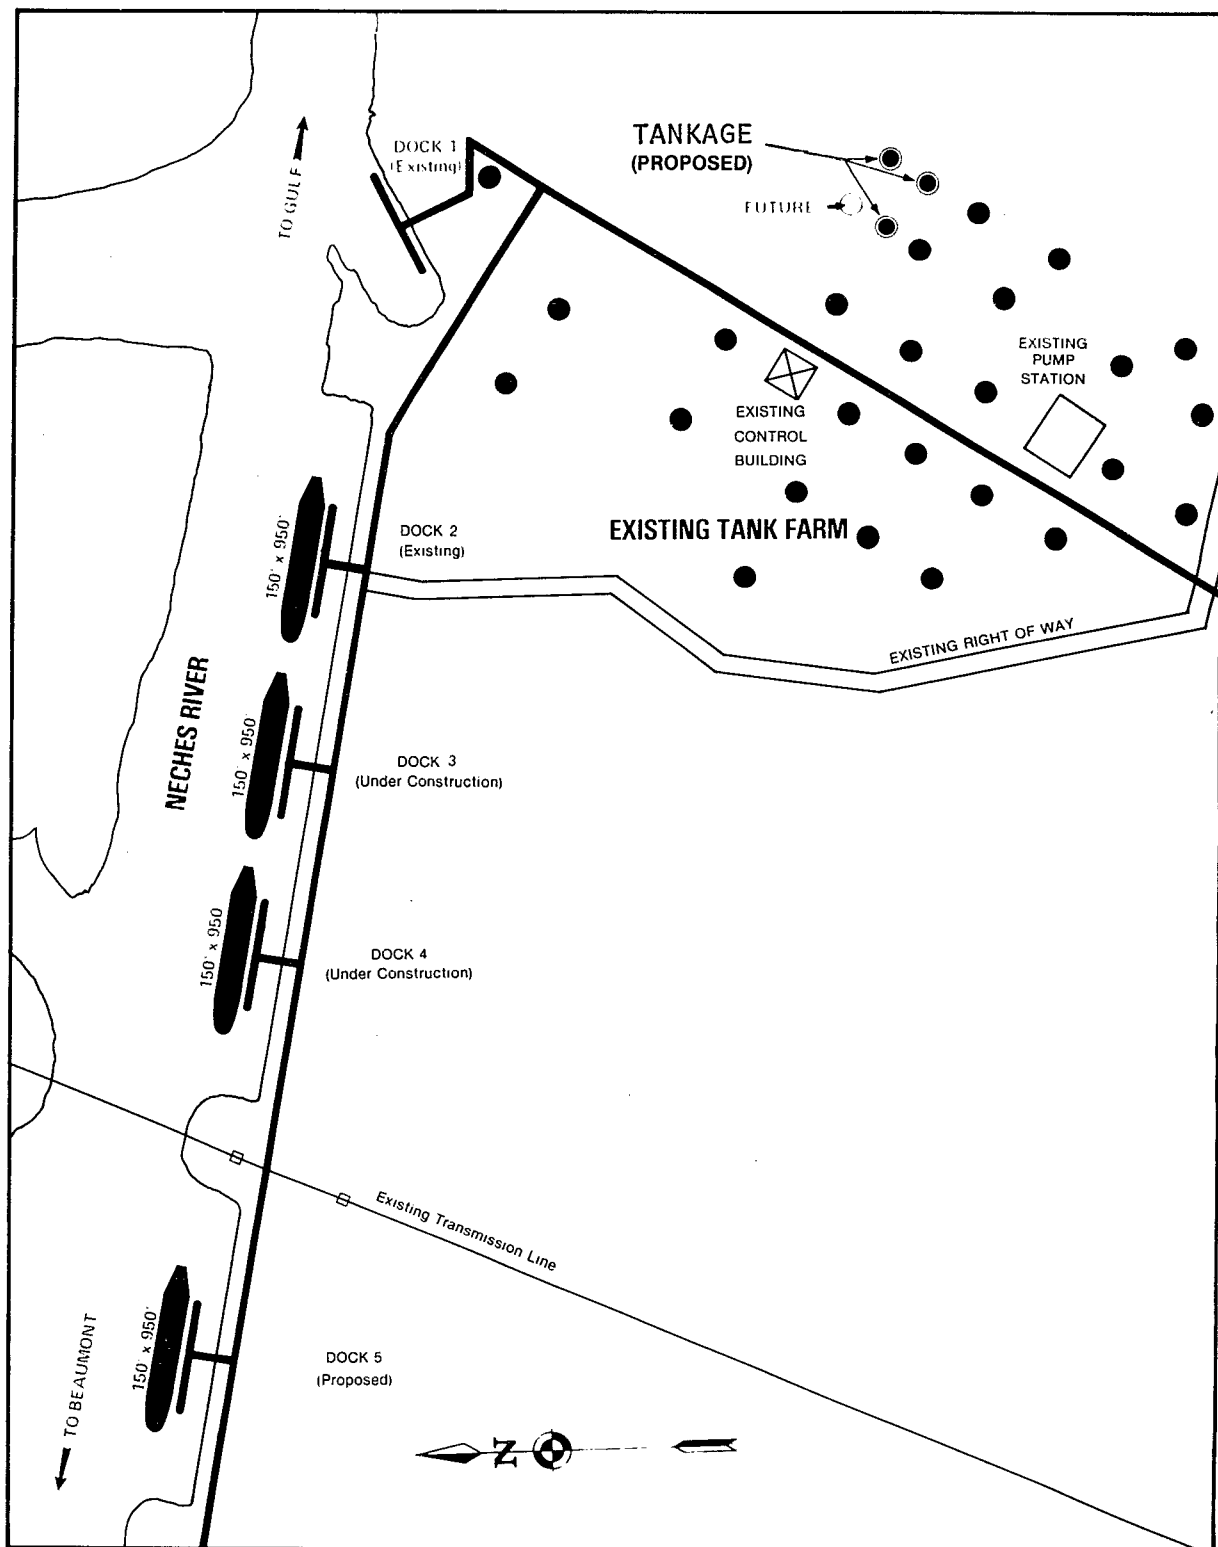 TANKAGE
(PROPOSED)
DOCK 1
(Existing)
TO GULF
FUTURE
EXISTING
PUMP
STATION
EXISTING
CONTROL
BUILDING
EXISTING TANK FARM
DOCK 2
(Existing)
150' x 950'
EXISTING RIGHT OF WAY
NECHES RIVER
150' x 950'
DOCK 3
(Under Construction)
150' x 950
DOCK 4
(Under Construction)
Existing Transmission Line
150' x 950'
DOCK 5
(Proposed)
TO BEAUMONT
N